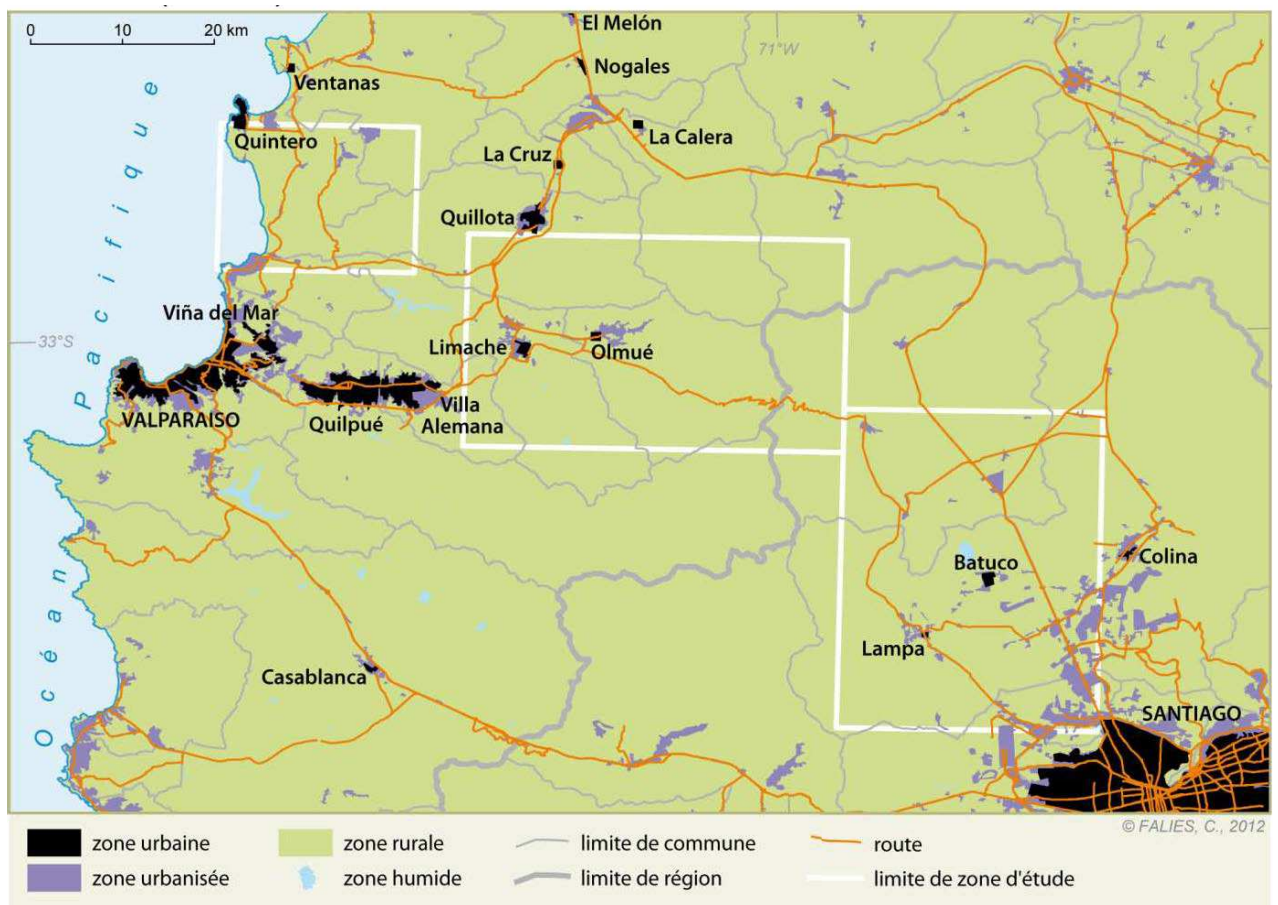 0 10 20 km
El Melón
71°W
Nogales
Ventanas
La Calera
Quintero
La Cruz
Quillota
Océan Pacifique
Viña del Mar
33°S
Limache
Olmué
VALPARAISO
Quilpué
Villa
Alemana
Batuco
Colina
Lampa
Casablanca
SANTIAGO
© FALIES, C., 2012
zone urbaine
zone rurale
limite de commune
route
zone urbanisée
zone humide
limite de région
limite de zone d'étude